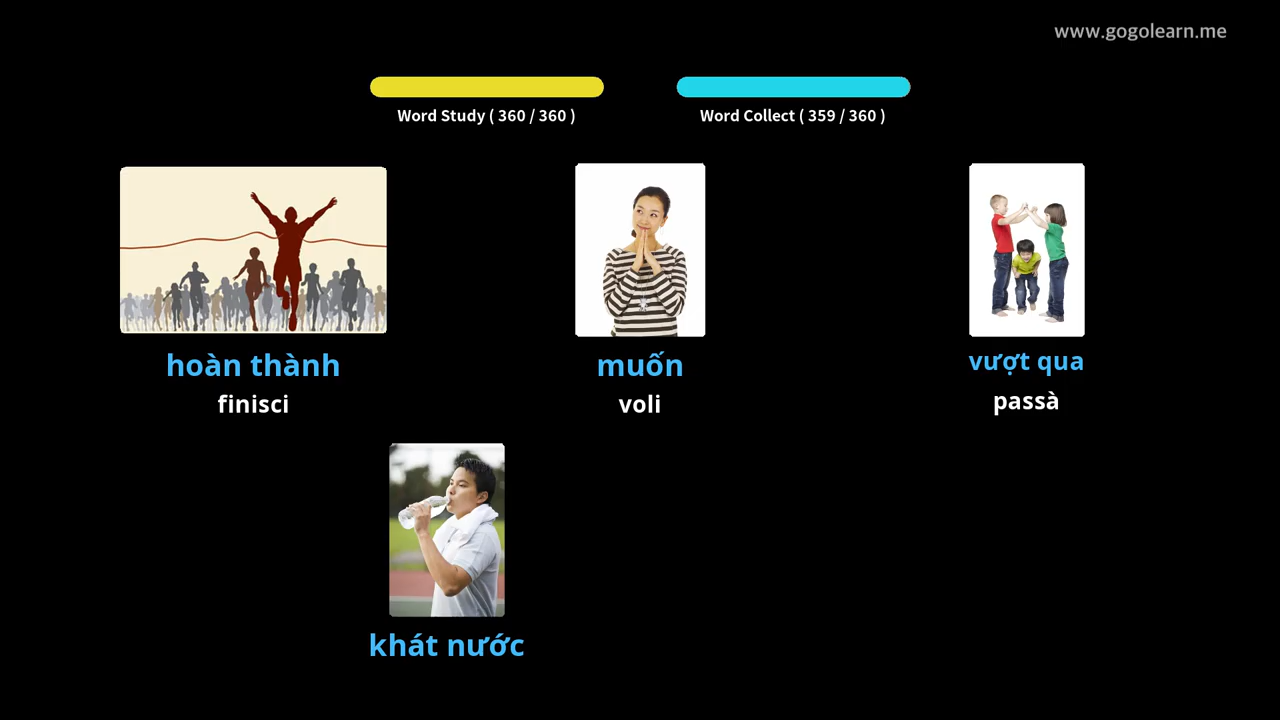 www.gogolearn.me
Word Study ( 360 / 360 )
Word Collect ( 359 / 360 )
hoàn thành
finisci
muốn
voli
vượt qua
passà
khát nước